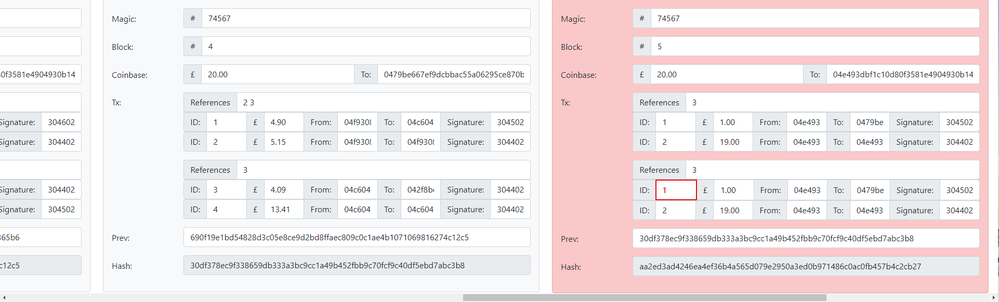 Magic: # 74567
Block: # 4
0f3581e4904930b14
Coinbase: £ 20.00 To: 0479be667ef9dcbbac55a06295ce870b
Tx: References 2 3
Signature: 304602
ID: 1 £ 4.90 From: 04f9308 To: 04c604 Signature: 304502
Signature: 304402
ID: 2 £ 5.15 From: 04f9308 To: 04f9308 Signature: 304402
References 3
Signature: 304402
ID: 3 £ 4.09 From: 04c604 To: 042f8b Signature: 304502
Signature: 304502
ID: 4 £ 13.41 From: 04c604 To: 04c604 Signature: 304402
365b6
Prev: 690f19e1bd54828d3c05e8ce9d2bd8ffaec809c0c1ae4b1071069816274c12c5
c12c5
Hash: 30df378ec9f338659db333a3bc9cc1a49b452fbb9c70fcf9c40df5ebd7abc3b8
Magic: # 74567
Block: # 5
Coinbase: £ 20.00 To: 04e493dbf1c10d80f3581e4904930b14
Tx: References 3
ID: 1 £ 1.00 From: 04e493 To: 0479be Signature: 304502
ID: 2 £ 19.00 From: 04e493 To: 04e493 Signature: 304402
References 3
ID: 1 £ 1.00 From: 04e493 To: 0479be Signature: 304502
ID: 2 £ 19.00 From: 04e493 To: 04e493 Signature: 304402
Prev: 30df378ec9f338659db333a3bc9cc1a49b452fbb9c70fcf9c40df5ebd7abc3b8
Hash: aa2ed3ad4246ea4ef36b4a565d079e2950a3ed0b971486c0ac0fb457b4c2cb27